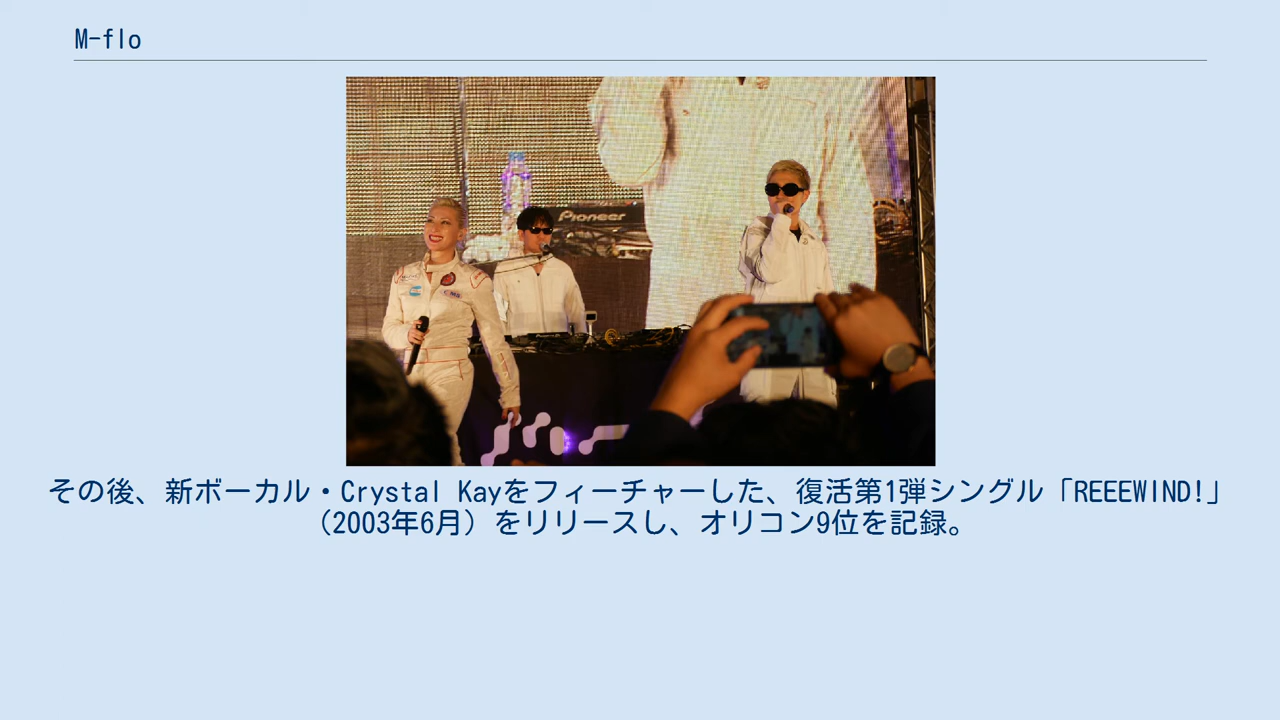 M-flo
Pioneer
その後、新ボーカル・Crystal Kayをフィーチャーした、復活第1弾シングル「REEEWIND!」
（2003年6月）をリリースし、オリコン9位を記録。